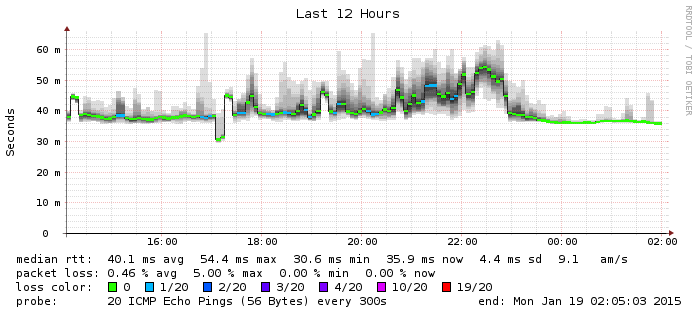 Last 12 Hours
RRDTOOL / TOBI OETIKER
Seconds
60 m
50 m
40 m
30 m
20 m
10 m
0
16:00 18:00 20:00 22:00 00:00 02:00
median rtt: 40.1 ms avg 54.4 ms max 30.6 ms min 35.9 ms now 4.4 ms sd 9.1 am/s
packet loss: 0.46 % avg 5.00 % max 0.00 % min 0.00 % now
loss color: 0 1/20 2/20 3/20 4/20 10/20 19/20
probe: 20 ICMP Echo Pings (56 Bytes) every 300s end: Mon Jan 19 02:05:03 2015